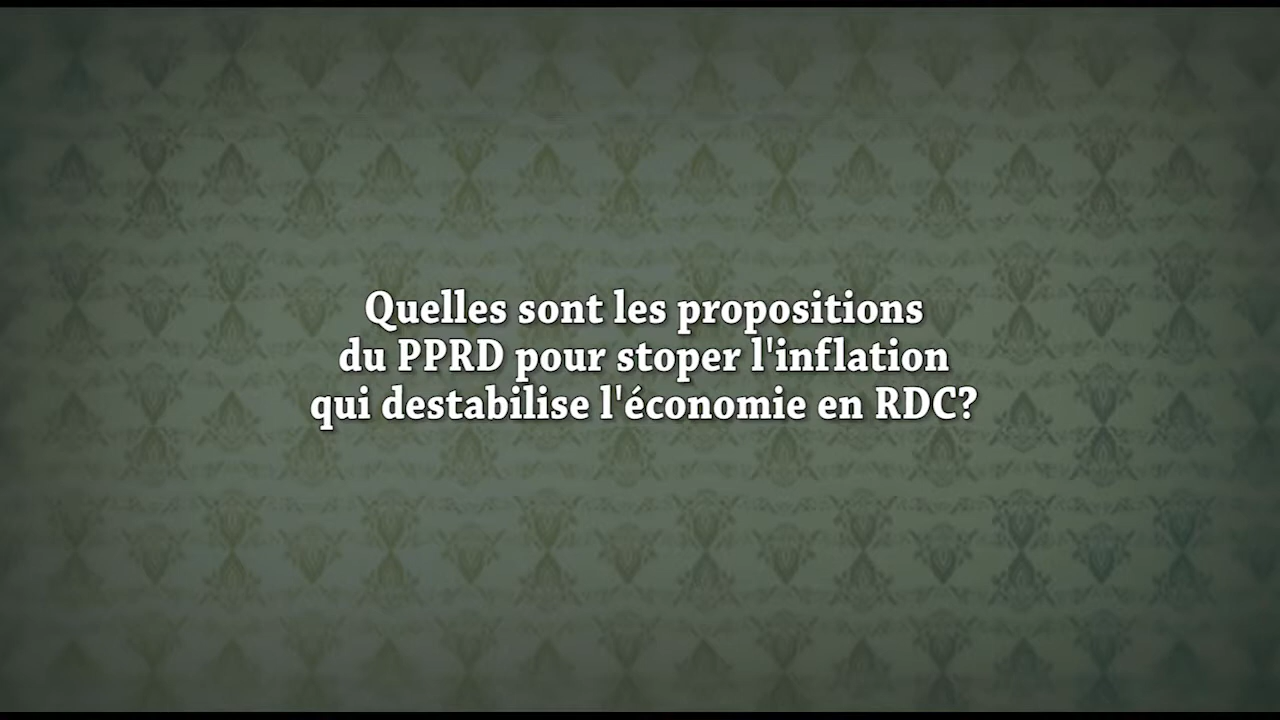 Quelles sont les propositions
du PPRD pour stoper l'inflation
qui destabilise l'économie en RDC?